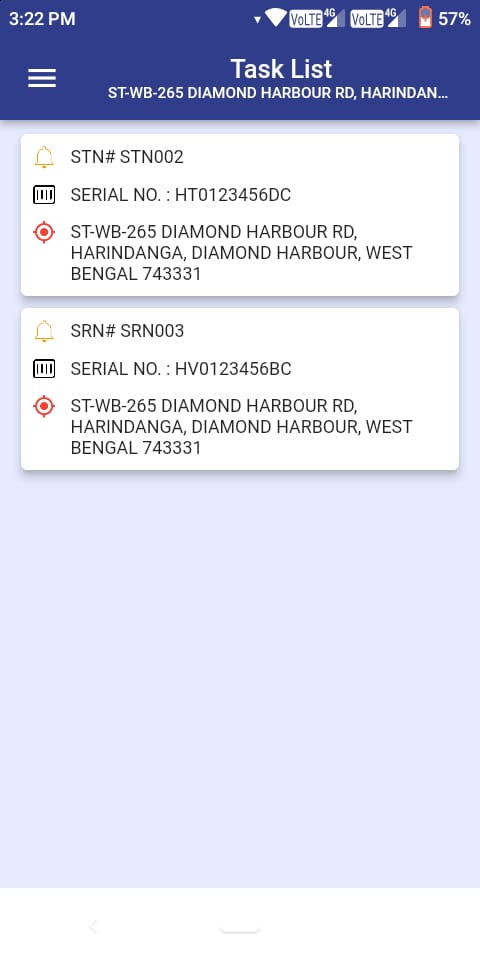 3:22 PM
VoLTE 4G VoLTE 4G 57%
Task List
ST-WB-265 DIAMOND HARBOUR RD, HARINDAN...
STN# STN002
SERIAL NO. : HT0123456DC
ST-WB-265 DIAMOND HARBOUR RD,
HARINDANGA, DIAMOND HARBOUR, WEST
BENGAL 743331
SRN# SRN003
SERIAL NO. : HV0123456BC
ST-WB-265 DIAMOND HARBOUR RD,
HARINDANGA, DIAMOND HARBOUR, WEST
BENGAL 743331